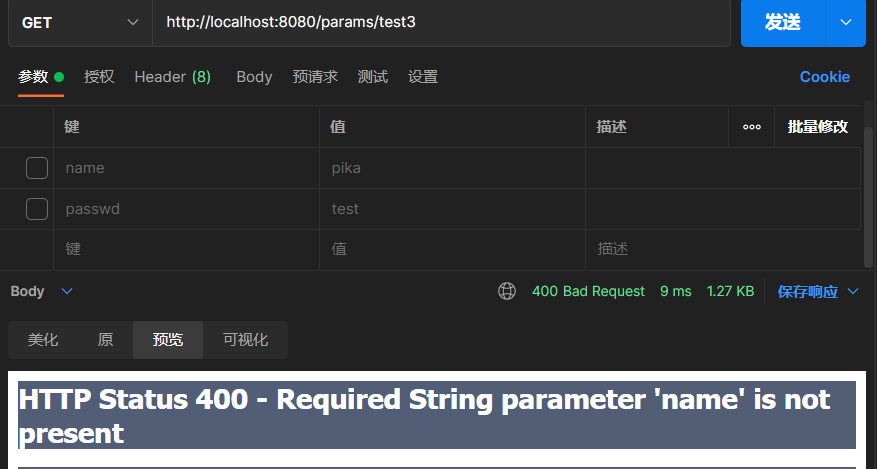 GET http://localhost:8080/params/test3 发送
参数 授权 Header (8) Body 预请求 测试 设置 Cookie
键 值 描述 ooo 批量修改
name pika
passwd test
键 值 描述
Body 400 Bad Request 9 ms 1.27 KB 保存响应
美化 原 预览 可视化
HTTP Status 400 - Required String parameter 'name' is not
present